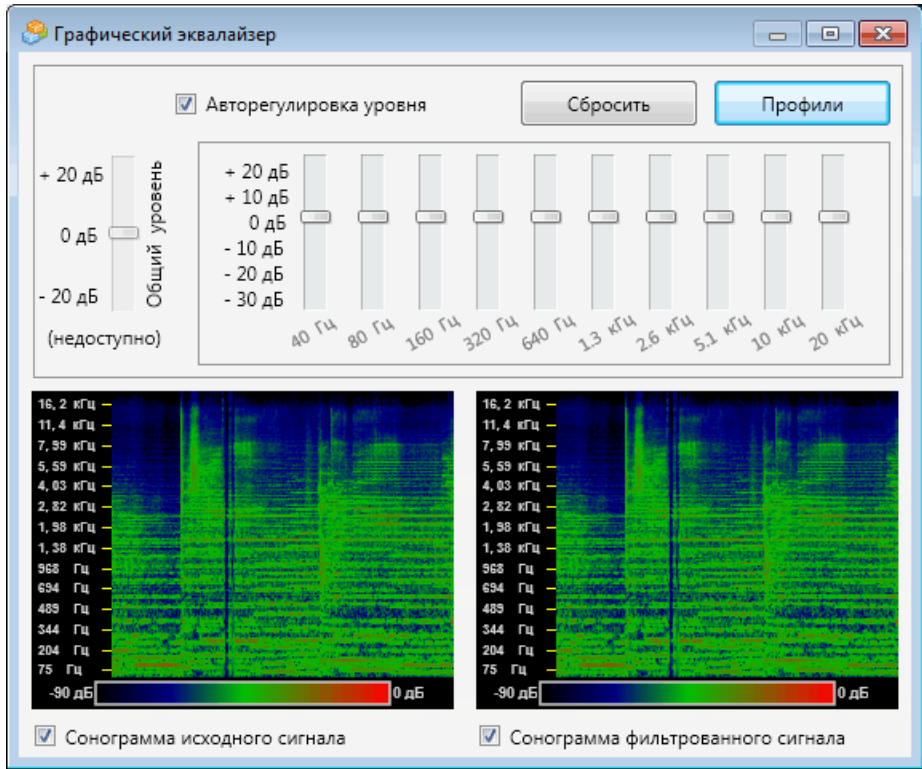 Графический эквалайзер
Авторегулировка уровня
Сбросить
Профили
+ 20 дБ
0 дБ
- 20 дБ
Общий уровень
(недоступно)
+ 20 дБ
+ 10 дБ
0 дБ
- 10 дБ
- 20 дБ
- 30 дБ
40 Гц
80 Гц
160 Гц
320 Гц
640 Гц
1.3 кГц
2.6 кГц
5.1 кГц
10 кГц
20 кГц
16,2 кГц
11,4 кГц
7,99 кГц
5,59 кГц
4,03 кГц
2,82 кГц
1,98 кГц
1,38 кГц
968 Гц
694 Гц
489 Гц
344 Гц
204 Гц
75 Гц
-90 дБ
0 дБ
16,2 кГц
11,4 кГц
7,99 кГц
5,59 кГц
4,03 кГц
2,82 кГц
1,98 кГц
1,38 кГц
968 Гц
694 Гц
489 Гц
344 Гц
204 Гц
75 Гц
-90 дБ
0 дБ
Сонограмма исходного сигнала
Сонограмма фильтрованного сигнала